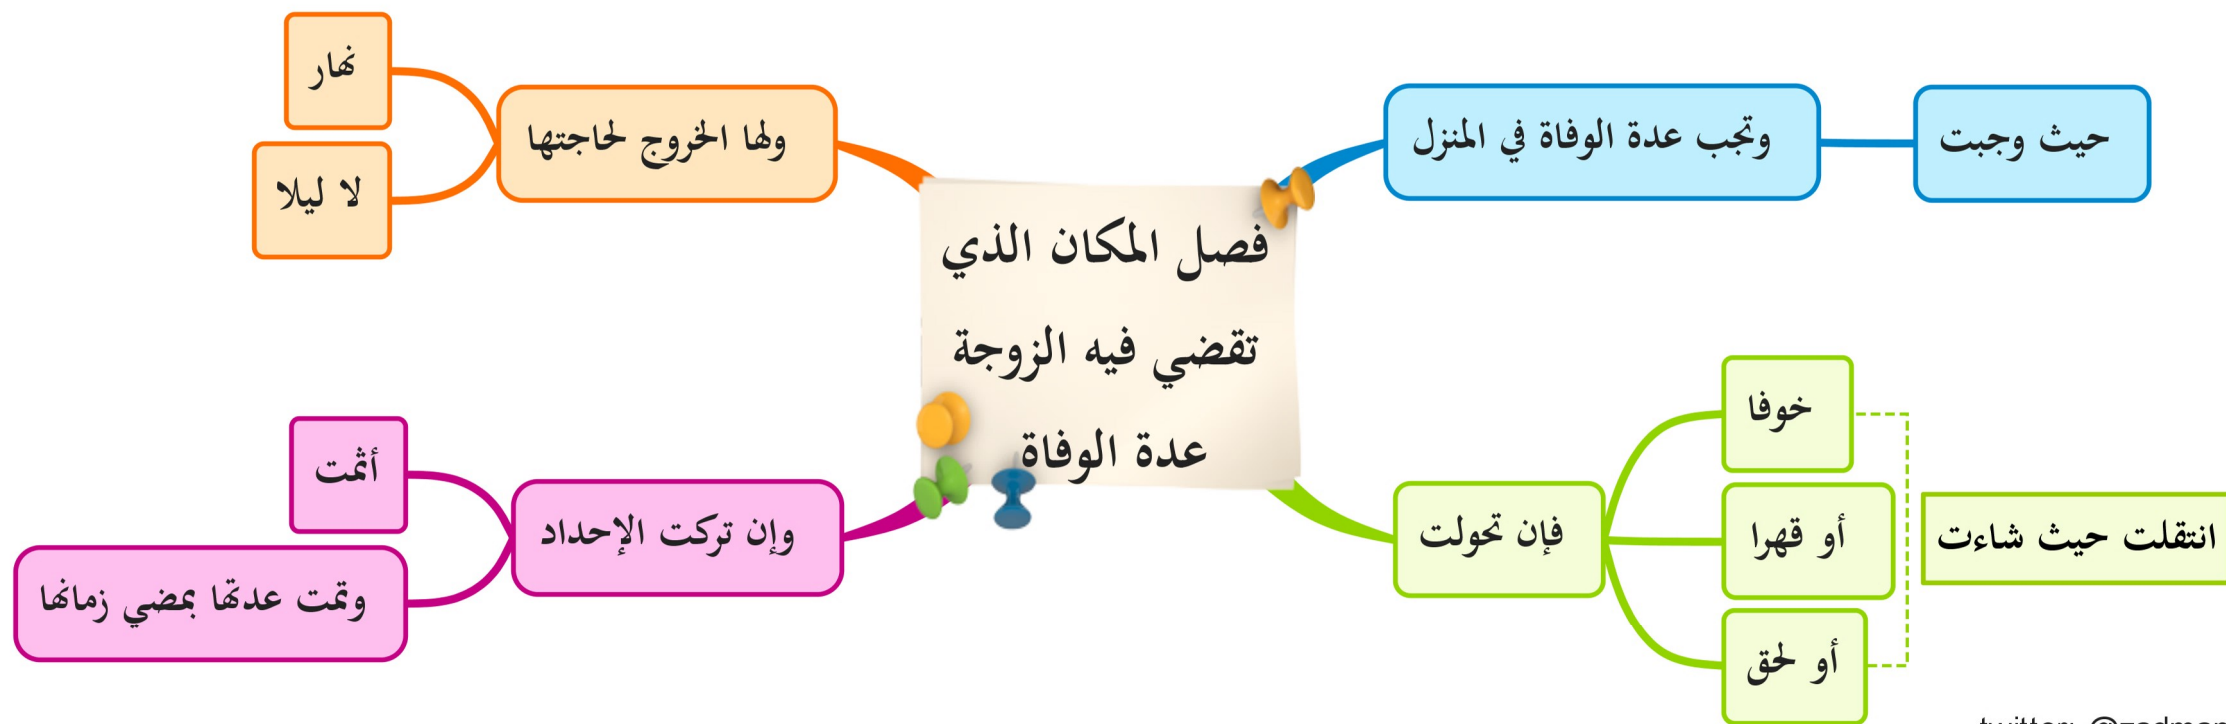 فصل المكان الذي
تقضي فيه الزوجة
عدة الوفاة
وتجب عدة الوفاة في المنزل
حيث وجبت
فإن تحولت
خوفا
أو قهرا
أو لحق
انتقلت حيث شاءت
ولها الخروج لحاجتها
نهار
لا ليلا
وإن تركت الإحداد
أثمت
وتمت عدتها بمضي زمانها